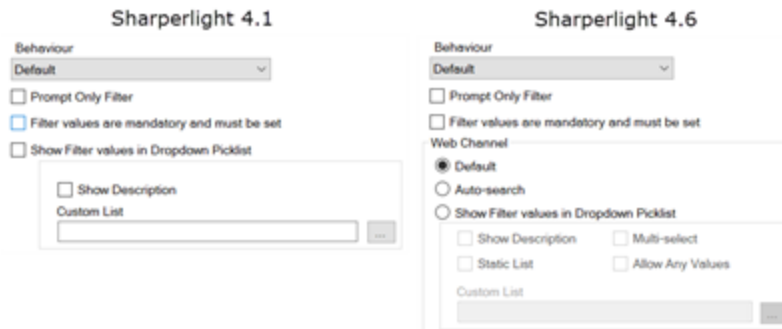 Sharperlight 4.1
Behaviour
Default
Prompt Only Filter
Filter values are mandatory and must be set
Show Filter values in Dropdown Picklist
Show Description
Custom List
...
Sharperlight 4.6
Behaviour
Default
Prompt Only Filter
Filter values are mandatory and must be set
Web Channel
Default
Auto-search
Show Filter values in Dropdown Picklist
Show Description Multi-select
Static List Allow Any Values
Custom List
...